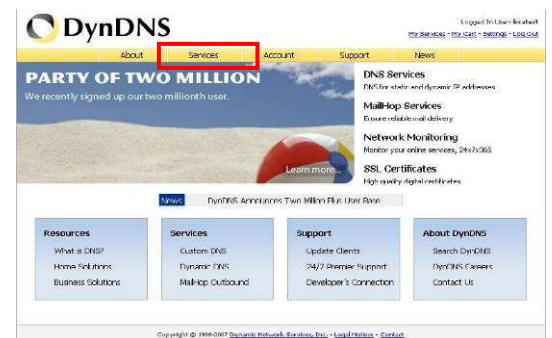 DynDNS
Logged In User:
My Services - My Cart - Settings - Log Out
About Services Account Support News
PARTY OF TWO MILLION
We recently signed up our two millionth user.
Learn more...
DNS Services
DNS for static and dynamic IP addresses
MailHop Services
Ensure reliable mail delivery
Network Monitoring
Monitor your online services, 24x7x365
SSL Certificates
High quality digital certificates
News DynDNS Announces Two Million Plus User Base
Resources
What is DNS?
Home Solutions
Business Solutions
Services
Custom DNS
Dynamic DNS
MailHop Outbound
Support
Update Clients
24/7 Premier Support
Developer's Connection
About DynDNS
Search DynDNS
DynDNS Careers
Contact Us
Copyright @ 1998-2007 Dynamic Network Services, Inc. - Legal Notices - Contact